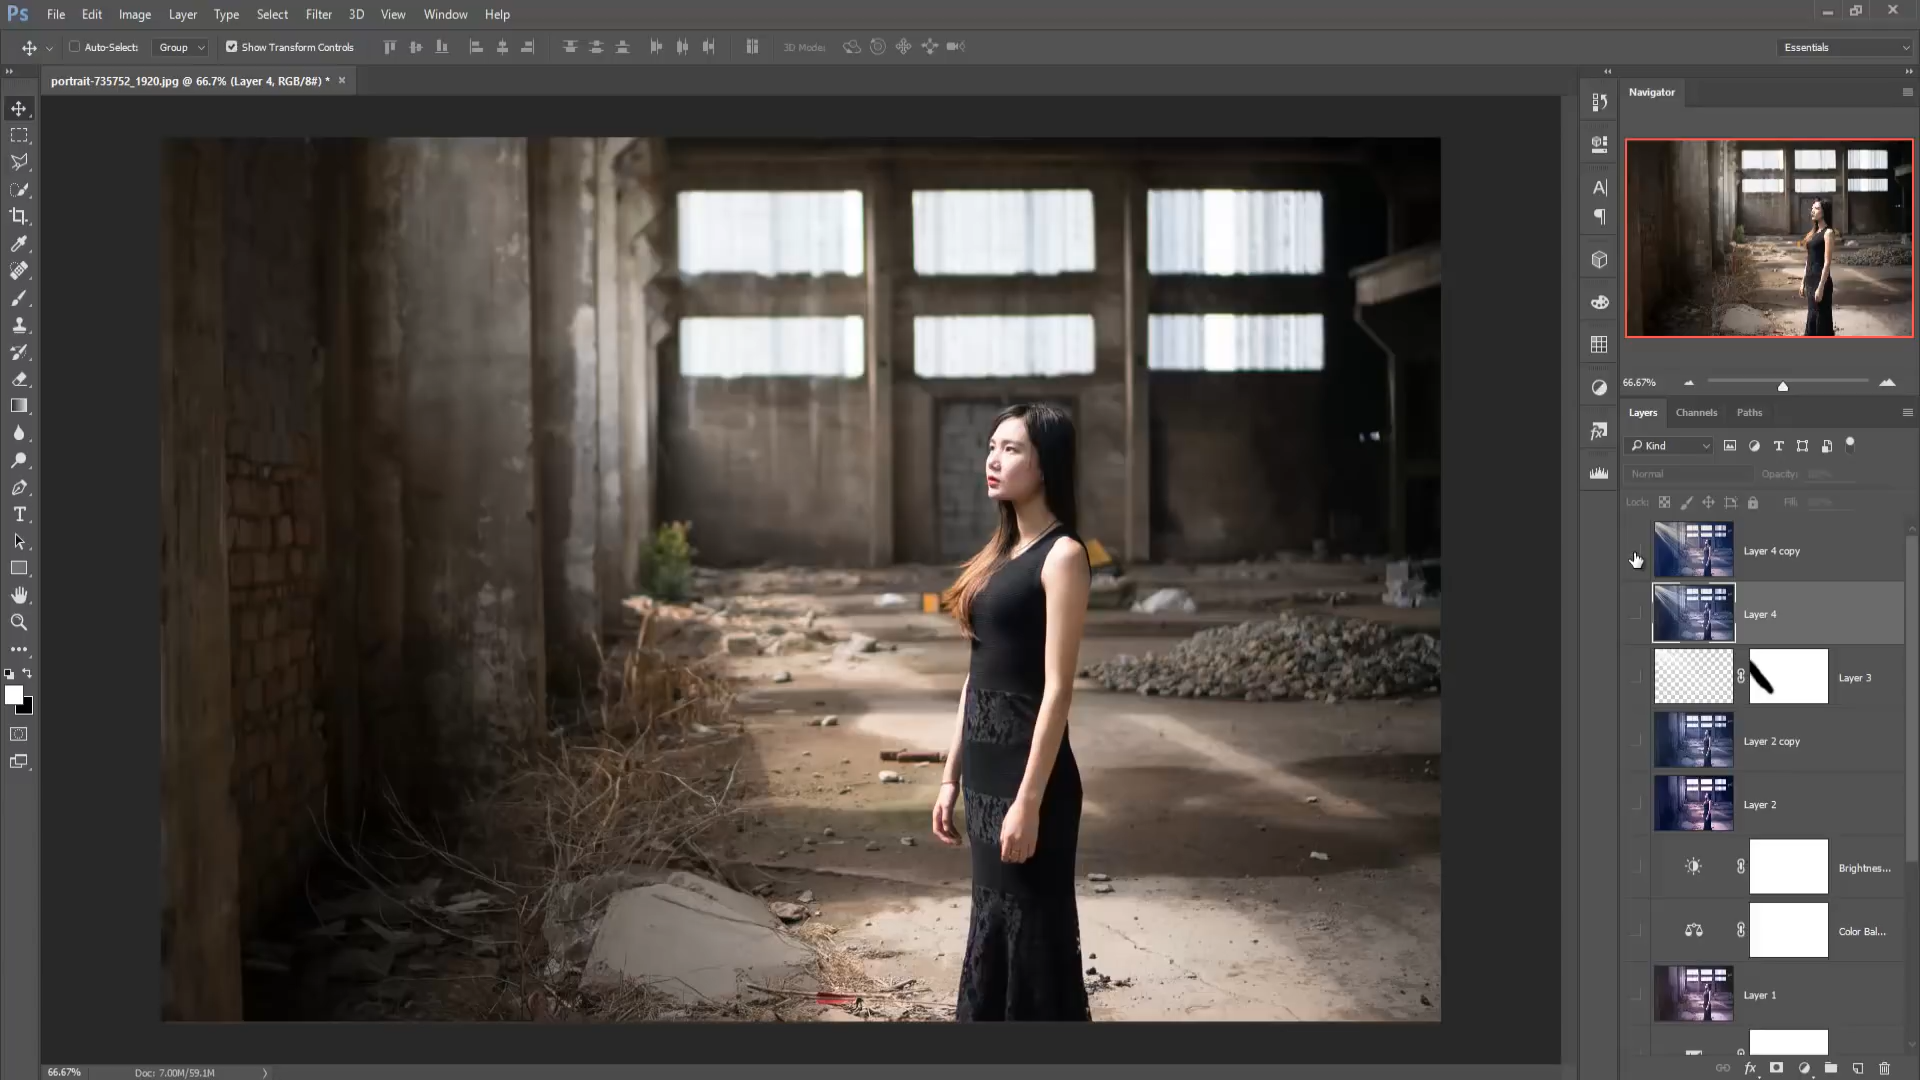 Ps File Edit Image Layer Type Select Filter 3D View Window Help
Auto-Select: Group Show Transform Controls 3D Mode: Essentials
portrait-735752_1920.jpg @ 66.7% (Layer 4, RGB/8#) * ×
Navigator
66.67%
Layers Channels Paths
Kind
Normal Opacity: 100%
Lock: Fill: 100%
Layer 4 copy
Layer 4
Layer 3
Layer 2 copy
Layer 2
Brightnes...
Color Bal...
Layer 1
66.67% Doc: 7.00M/59.1M